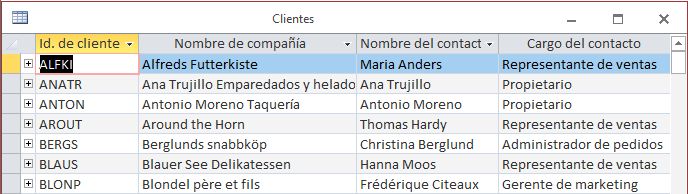 Clientes
Id. de cliente Nombre de compañía Nombre del contact Cargo del contacto
ALFKI Alfreds Futterkiste Maria Anders Representante de ventas
ANATR Ana Trujillo Emparedados y helado Ana Trujillo Propietario
ANTON Antonio Moreno Taquería Antonio Moreno Propietario
AROUT Around the Horn Thomas Hardy Representante de ventas
BERGS Berglunds snabbköp Christina Berglund Administrador de pedidos
BLAUS Blauer See Delikatessen Hanna Moos Representante de ventas
BLONP Blondel père et fils Frédérique Citeaux Gerente de marketing